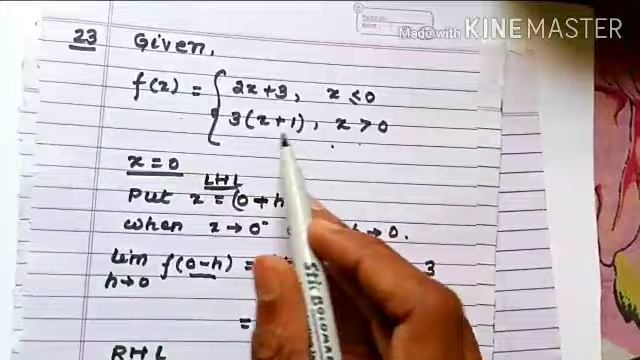 Made with KINEMASTER
23 Given,
f(x) = { 2x+3, x ≤ 0
3(x+1), x > 0
x = 0
LHL
Put x = (0+h
when x → 0⁻ → 0.
lim f(0-h) = 3
h→0
=
RHL